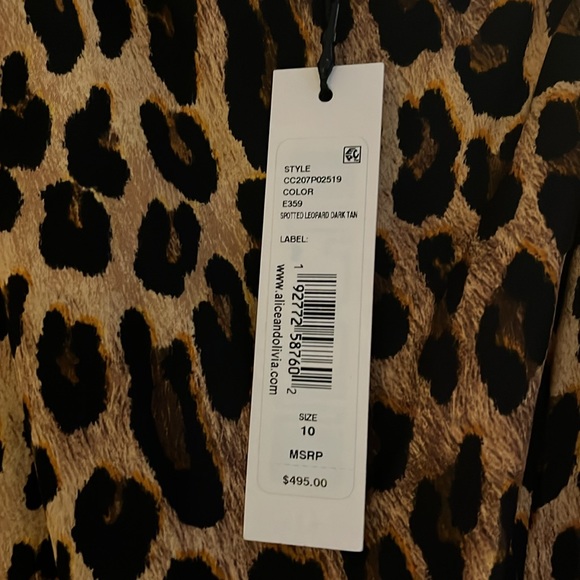 STYLE
CC207P02519
COLOR
E359
SPOTTED LEOPARD DARK TAN
LABEL:
1 92772 58760 2
www.aliceandolivia.com
SIZE
10
MSRP
$495.00